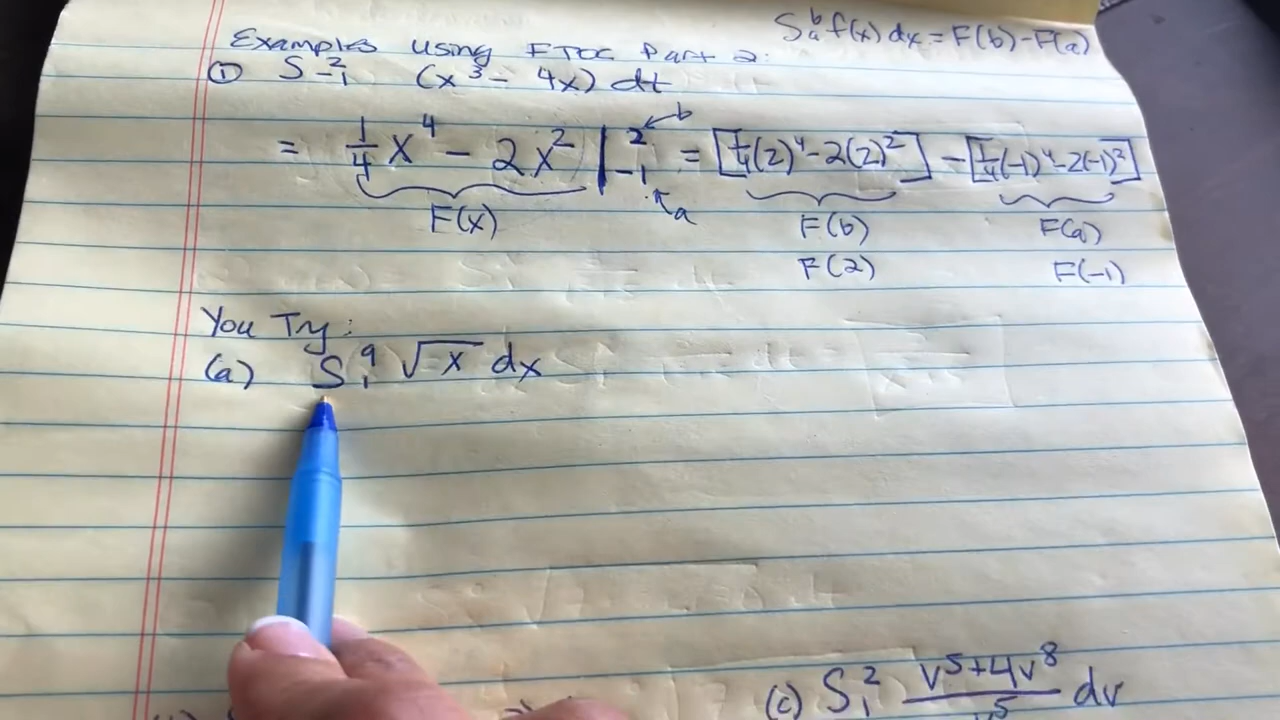 S_a^b f(x) dx = F(b) - F(a)
Examples Using FTOC Part 2:
① S_-1^2 (x^3 - 4x) dt
= 1/4 x^4 - 2x^2 |_-1^2 = [1/4(2)^4 - 2(2)^2] - [1/4(-1)^4 - 2(-1)^2]
b
a
F(x) F(b) F(a)
F(2) F(-1)
You Try:
(a) S_1^9 √x dx
(c) S_1^2 (v^5 + 4v^8)/v^5 dv